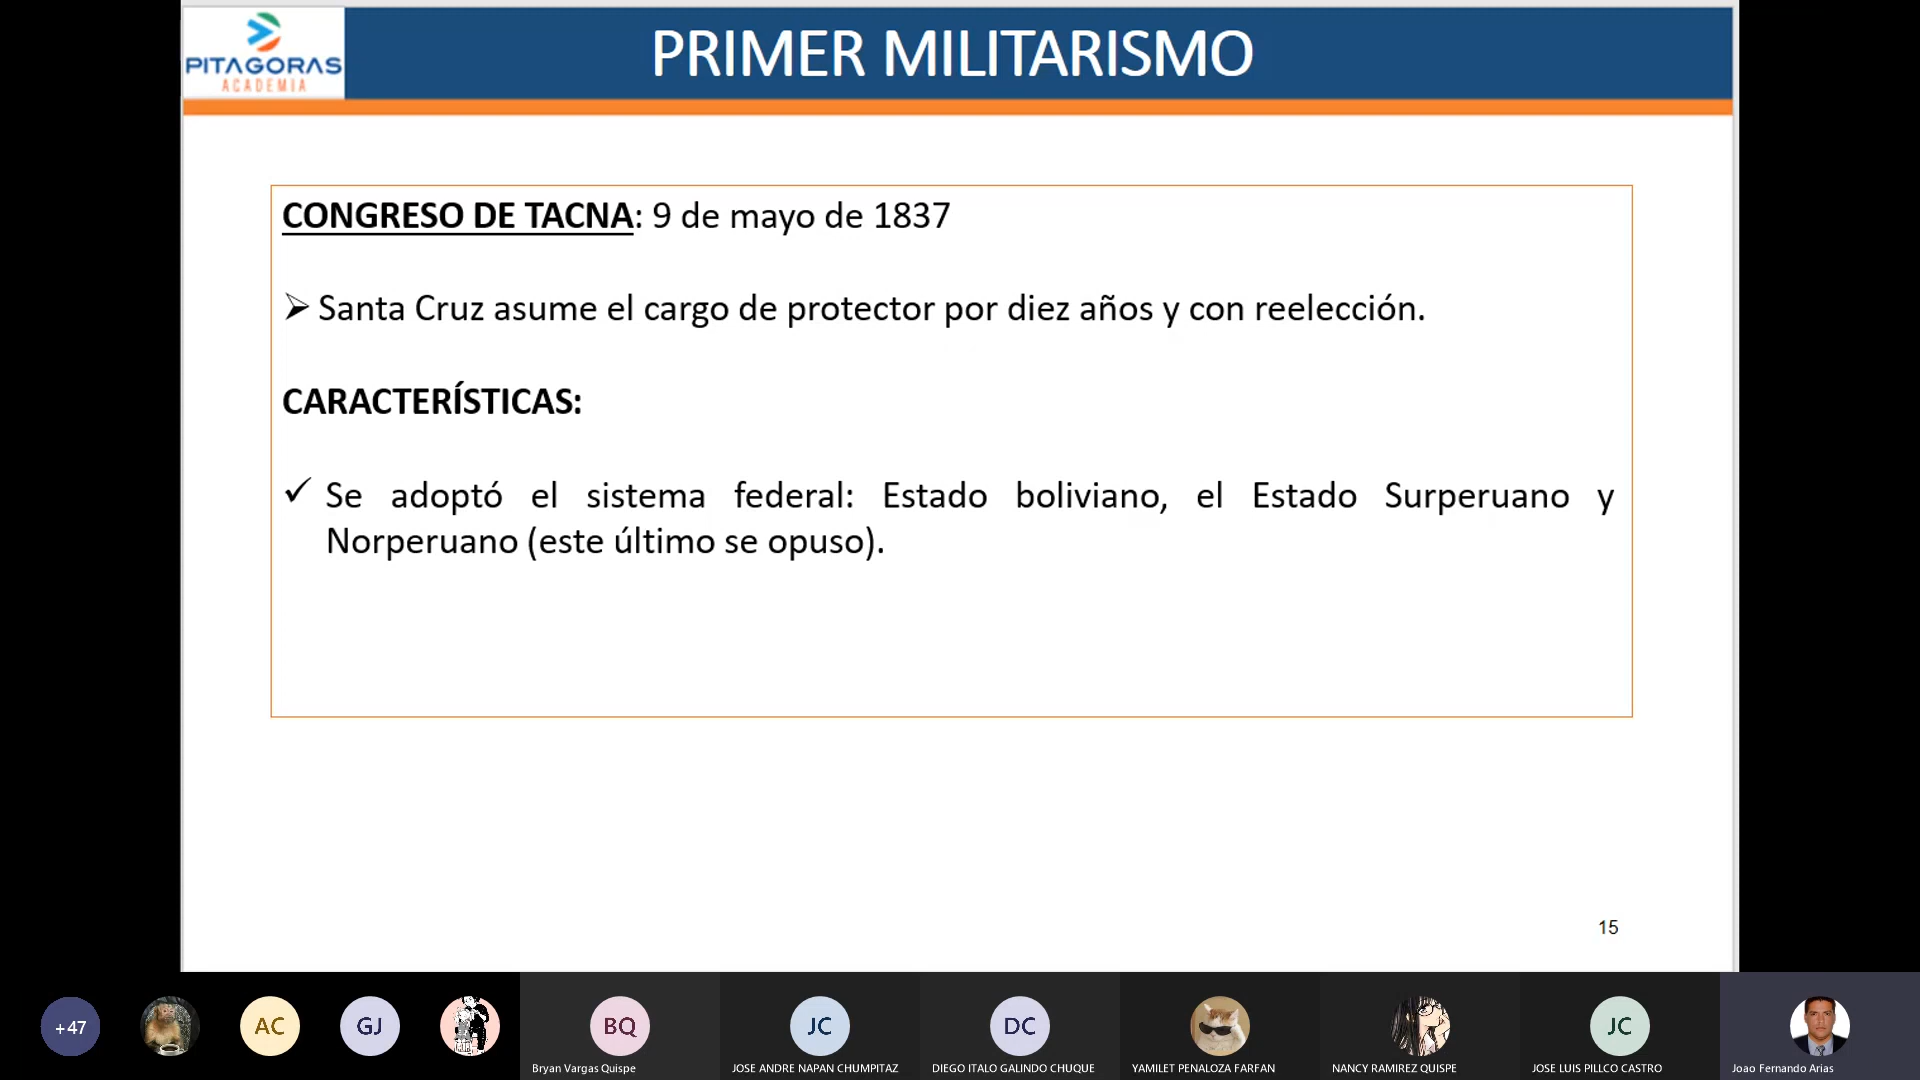 PITAGORAS
ACADEMIA
PRIMER MILITARISMO
CONGRESO DE TACNA: 9 de mayo de 1837
➢ Santa Cruz asume el cargo de protector por diez años y con reelección.
CARACTERÍSTICAS:
✓ Se adoptó el sistema federal: Estado boliviano, el Estado Surperuano y
Norperuano (este último se opuso).
15
+47
AC
GJ
BQ
JC
DC
JC
Bryan Vargas Quispe
JOSE ANDRE NAPAN CHUMPITAZ
DIEGO ITALO GALINDO CHUQUE
YAMILET PENALOZA FARFAN
NANCY RAMIREZ QUISPE
JOSE LUIS PILLCO CASTRO
Joao Fernando Arias